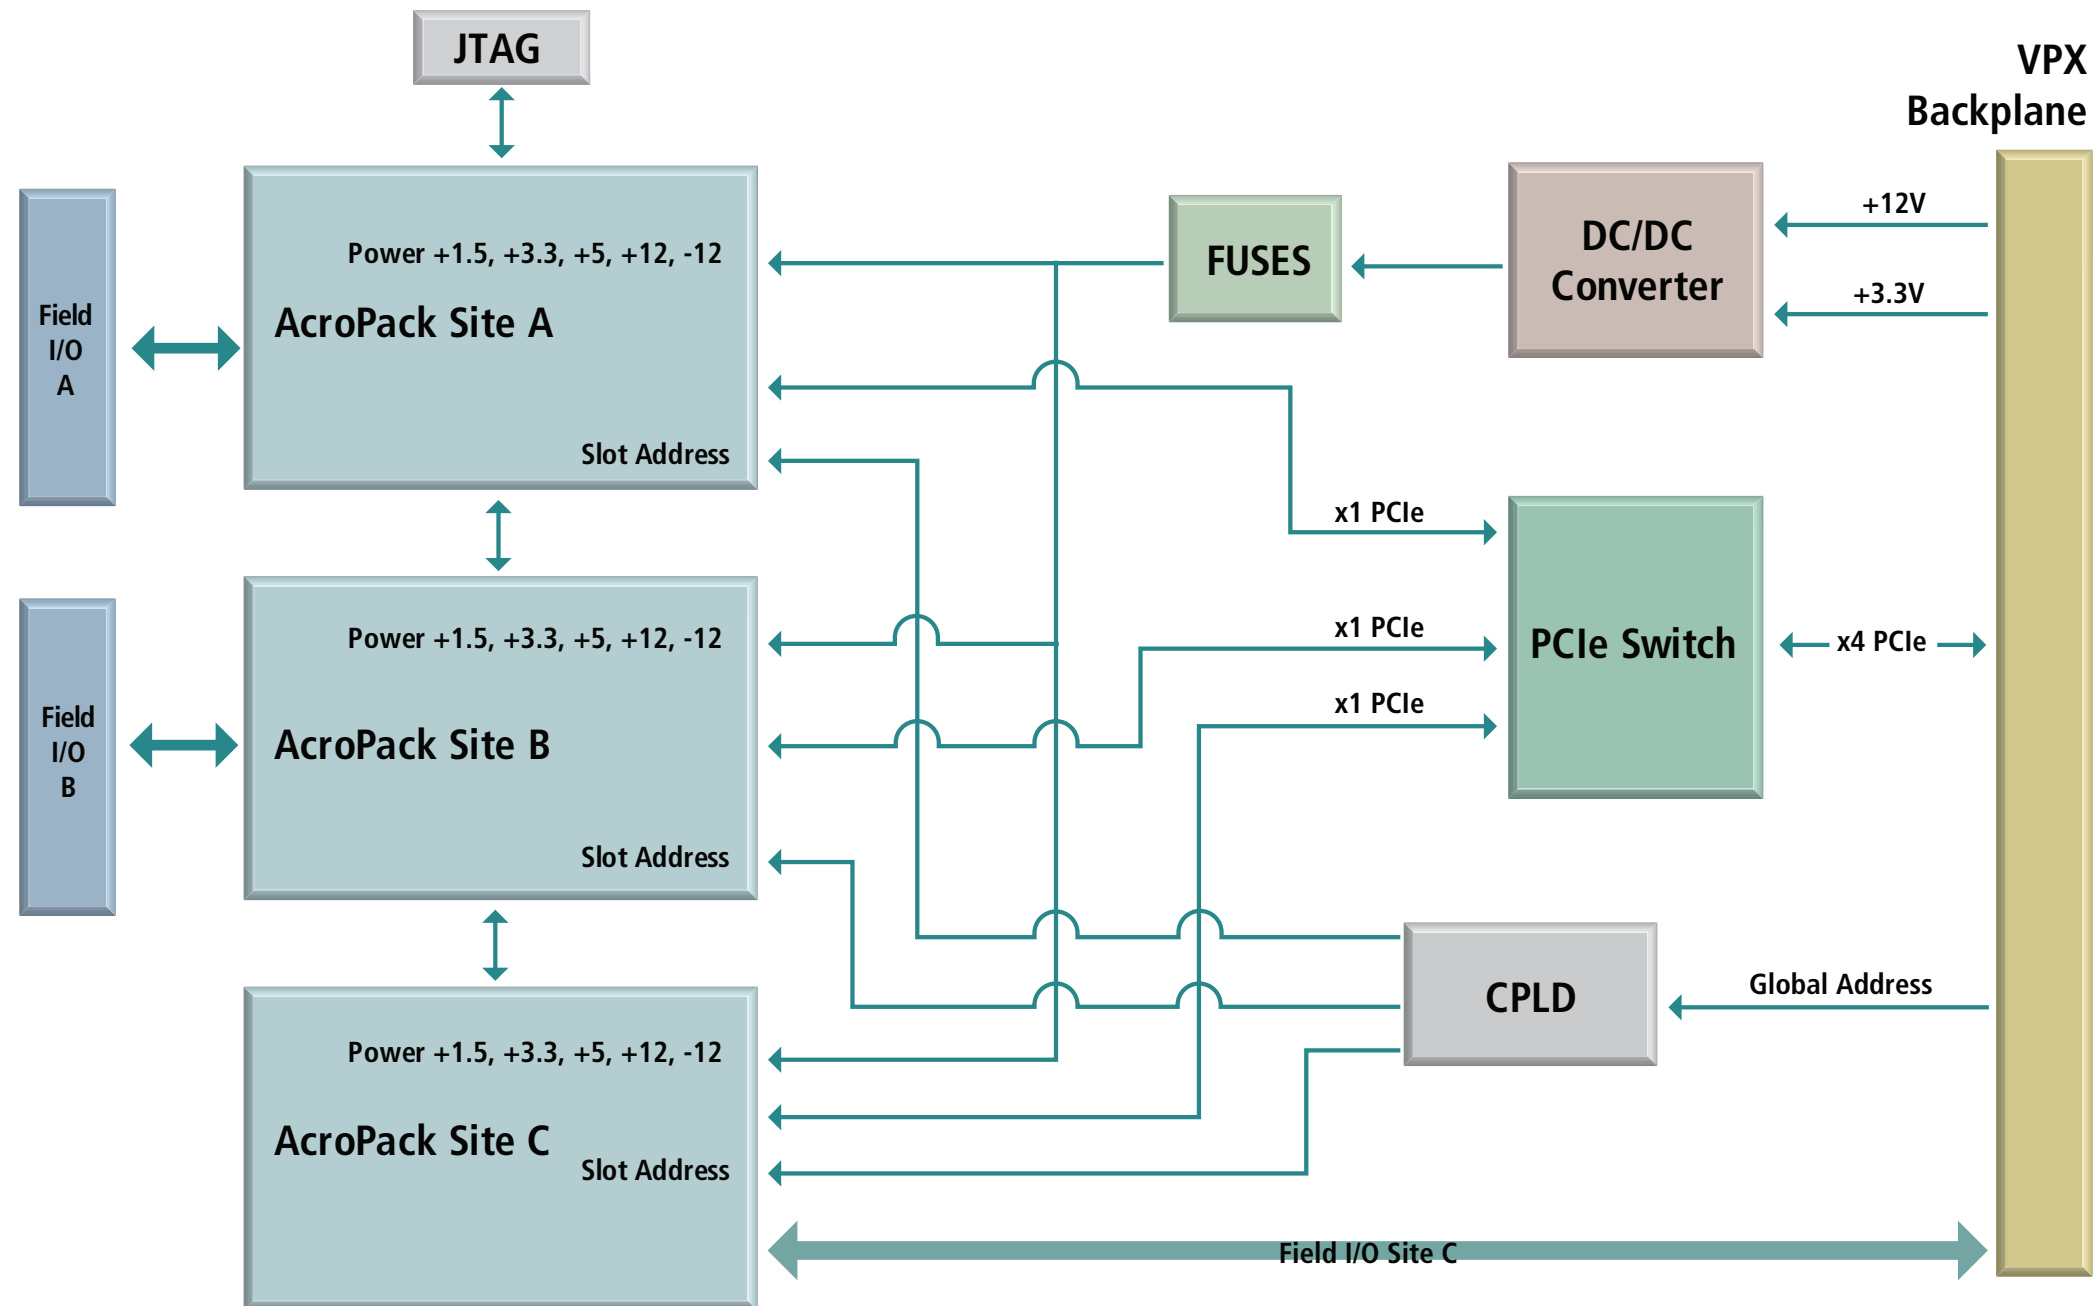 JTAG
VPX
Backplane
Field
I/O
A
Power +1.5, +3.3, +5, +12, -12
AcroPack Site A
Slot Address
FUSES
DC/DC
Converter
+12V
+3.3V
x1 PCIe
Field
I/O
B
Power +1.5, +3.3, +5, +12, -12
AcroPack Site B
Slot Address
x1 PCIe
x1 PCIe
PCIe Switch
x4 PCIe
CPLD
Global Address
Power +1.5, +3.3, +5, +12, -12
AcroPack Site C
Slot Address
Field I/O Site C